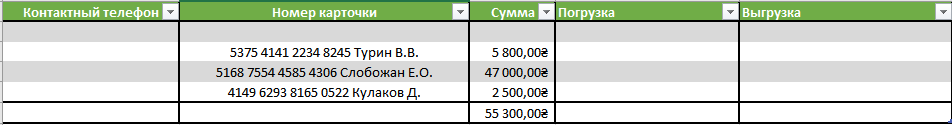 Контактный телефон Номер карточки Сумма Погрузка Выгрузка
5375 4141 2234 8245 Турин В.В. 5 800,00₴
5168 7554 4585 4306 Слобожан Е.О. 47 000,00₴
4149 6293 8165 0522 Кулаков Д. 2 500,00₴
55 300,00₴